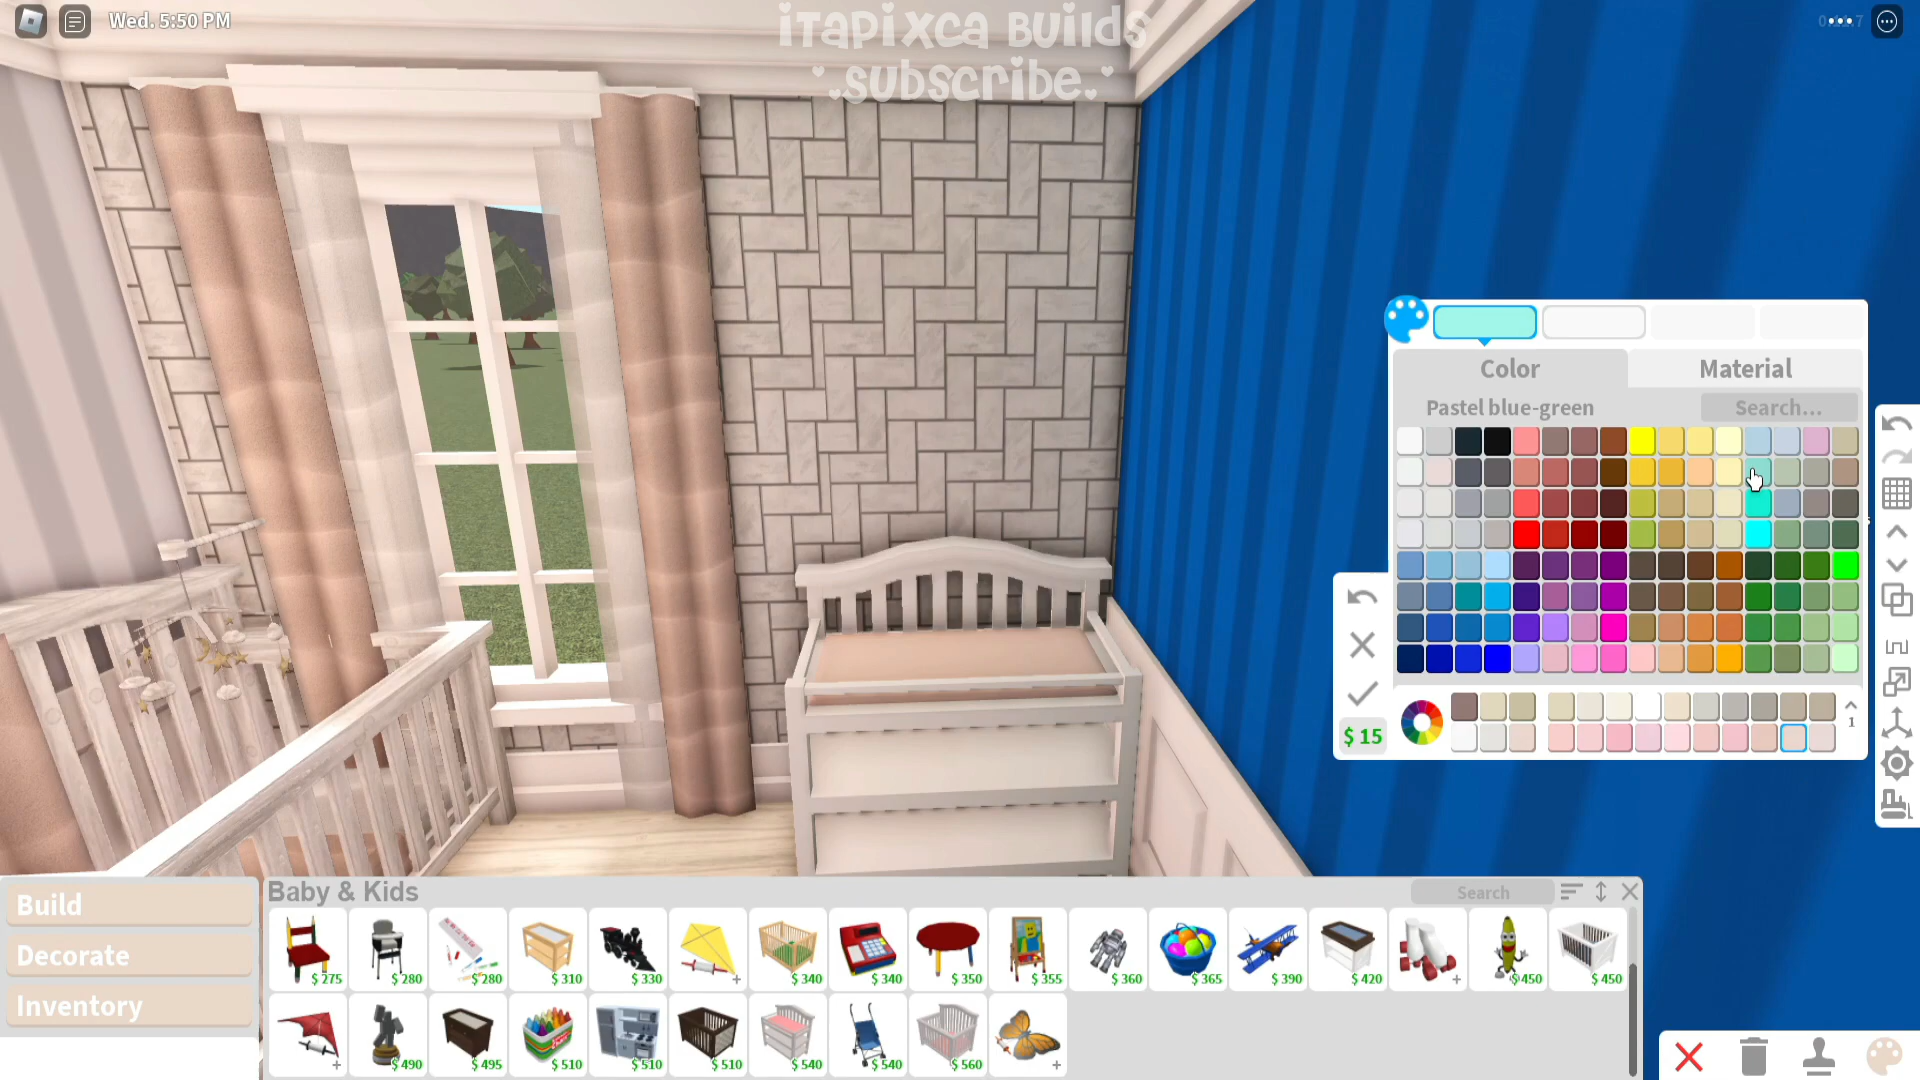 Wed. 5:50 PM
iTapixca Builds
subscribe
Color
Material
Pastel blue-green
Search...
$ 15
1
Build
Decorate
Inventory
Baby & Kids
Search
$ 275
$ 280
$ 280
$ 310
$ 330
+
$ 340
$ 340
$ 350
$ 355
$ 360
$ 365
$ 390
$ 420
+
$ 450
$ 450
+
$ 490
$ 495
$ 510
$ 510
$ 510
$ 540
$ 540
$ 560
+